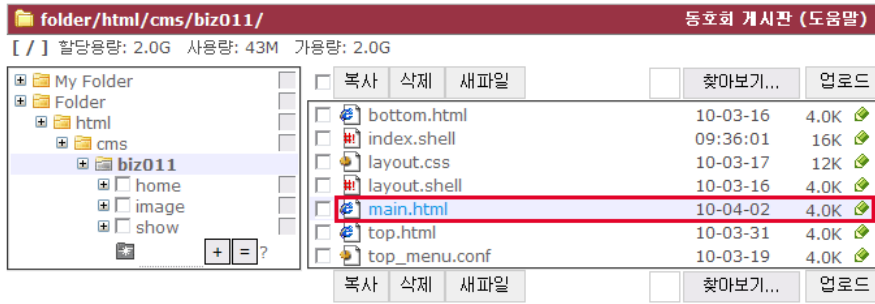 folder/html/cms/biz011/ 동호회 게시판 (도움말)
[ / ] 할당용량: 2.0G 사용량: 43M 가용량: 2.0G
My Folder
Folder
html
cms
biz011
home
image
show
+ = ?
복사 삭제 새파일 찾아보기... 업로드
bottom.html 10-03-16 4.0K
index.shell 09:36:01 16K
layout.css 10-03-17 12K
layout.shell 10-03-16 4.0K
main.html 10-04-02 4.0K
top.html 10-03-31 4.0K
top_menu.conf 10-03-19 4.0K
복사 삭제 새파일 찾아보기... 업로드